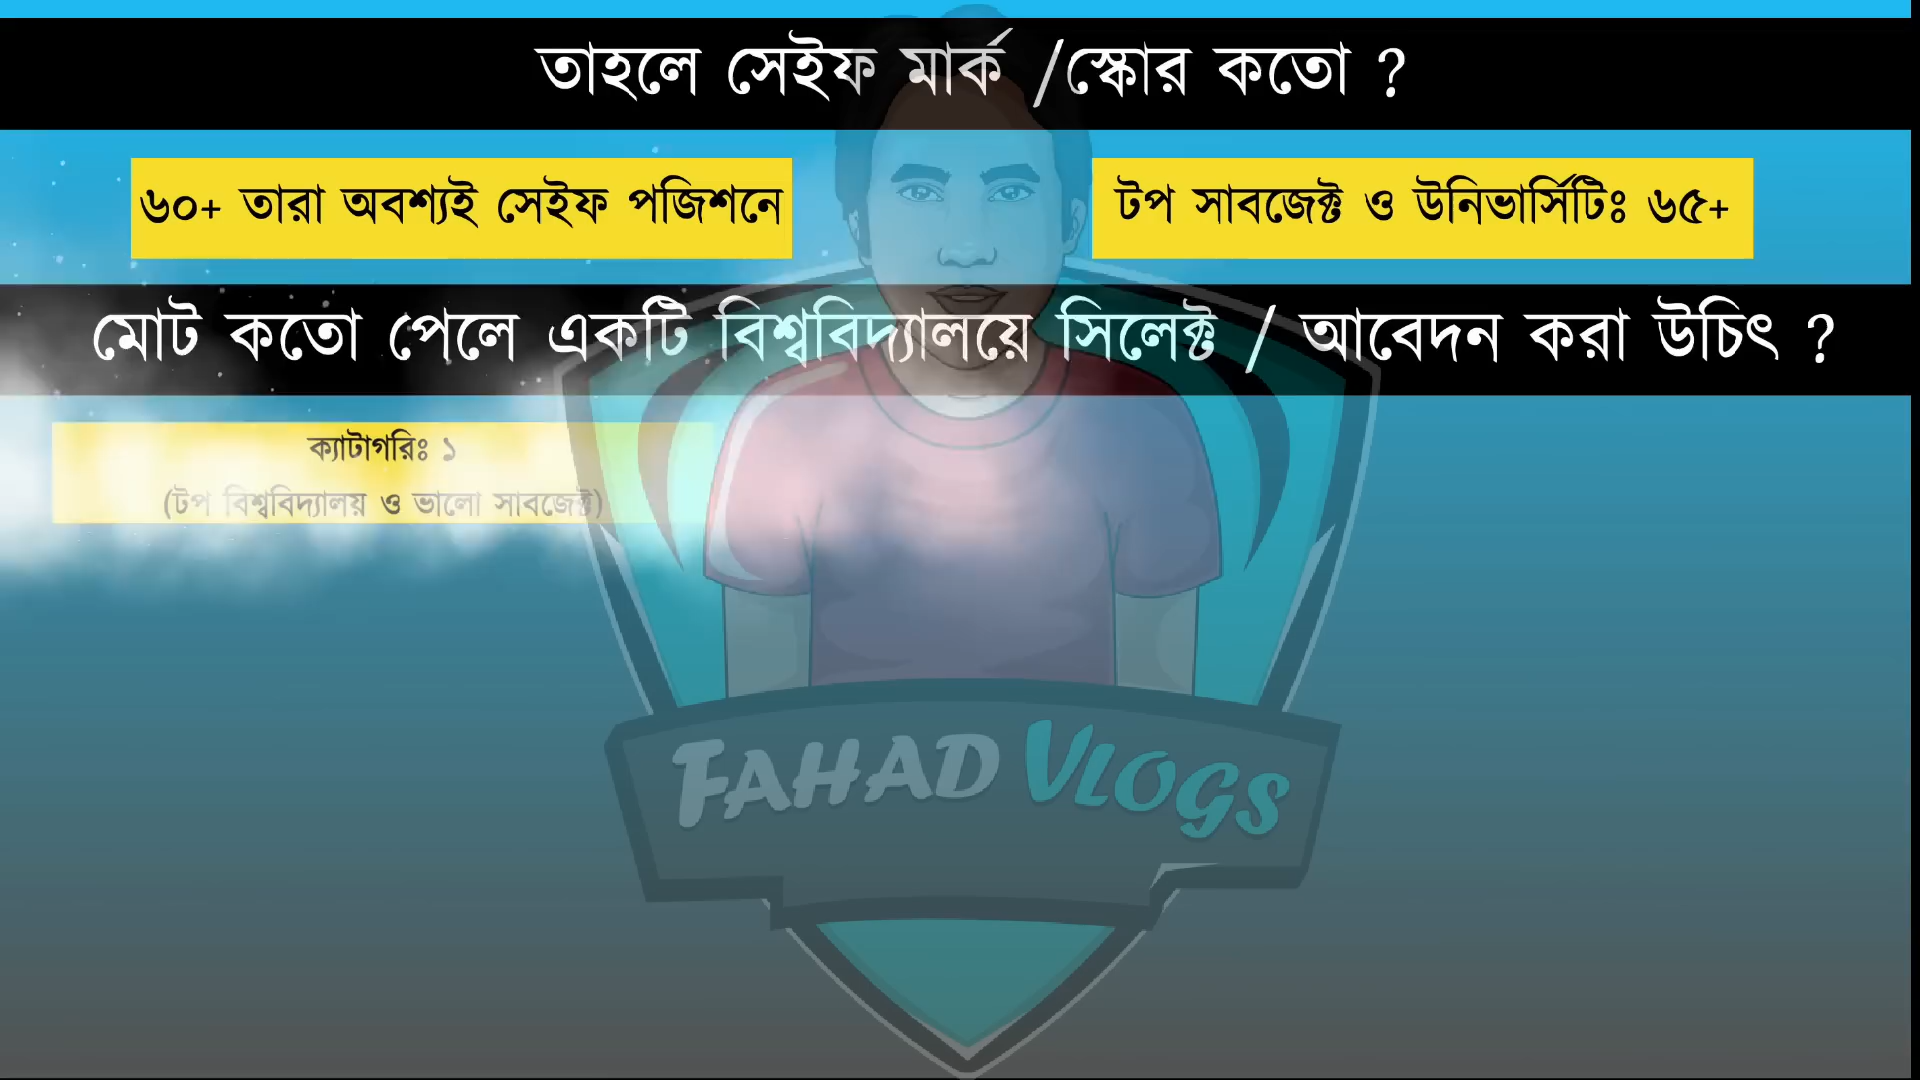 তাহলে সেইফ মার্ক /স্কোর কতো ?
৬০+ তারা অবশ্যই সেইফ পজিশনে
টপ সাবজেক্ট ও উনিভার্সিটিঃ ৬৫+
মোট কতো পেলে একটি বিশ্ববিদ্যালয়ে সিলেক্ট / আবেদন করা উচিৎ ?
ক্যাটাগরিঃ ১
(টপ বিশ্ববিদ্যালয় ও ভালো সাবজেক্ট)
FAHAD VLOGS